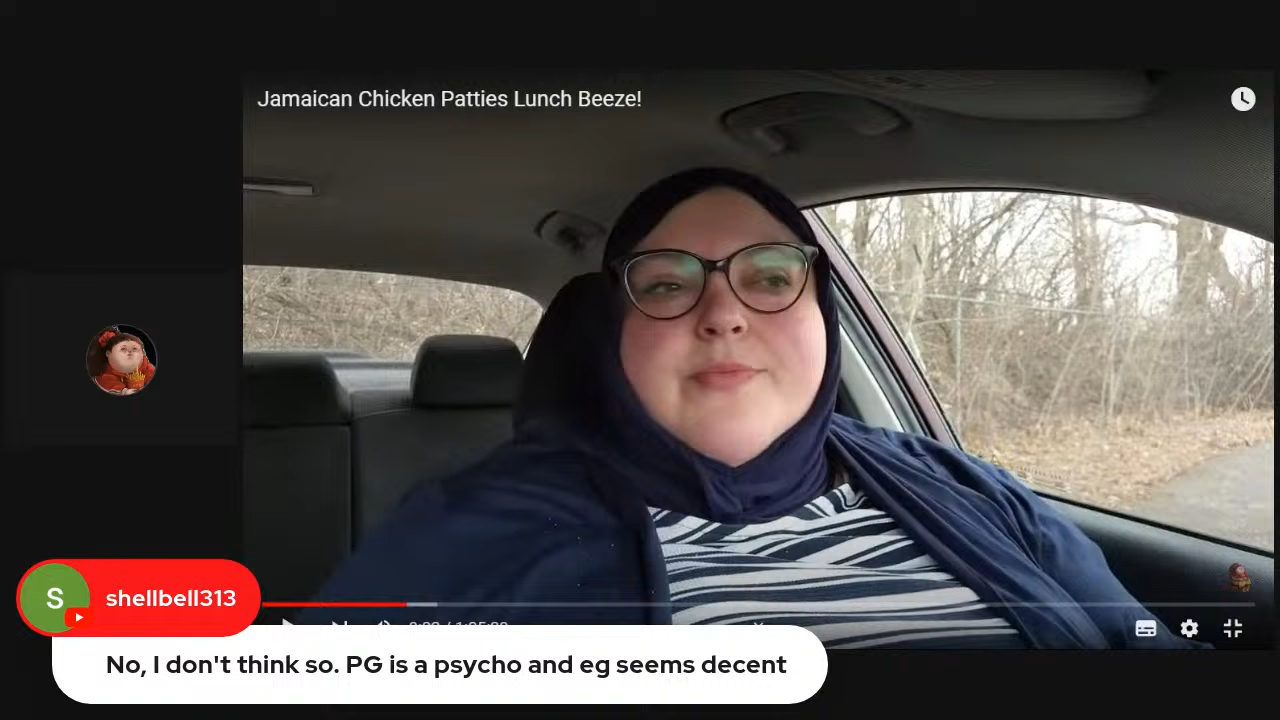 Jamaican Chicken Patties Lunch Beeze!
S
shellbell313
No, I don't think so. PG is a psycho and eg seems decent